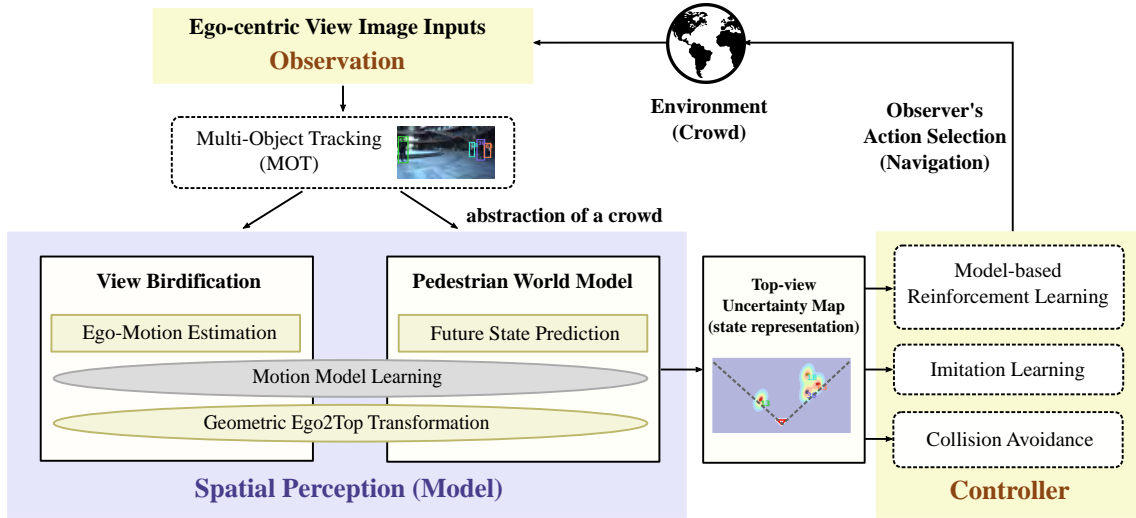 Ego-centric View Image Inputs
Observation
Environment
(Crowd)
Observer's
Action Selection
(Navigation)
Multi-Object Tracking
(MOT)
abstraction of a crowd
View Birdification
Ego-Motion Estimation
Pedestrian World Model
Future State Prediction
Motion Model Learning
Geometric Ego2Top Transformation
Spatial Perception (Model)
Top-view
Uncertainty Map
(state representation)
Model-based
Reinforcement Learning
Imitation Learning
Collision Avoidance
Controller